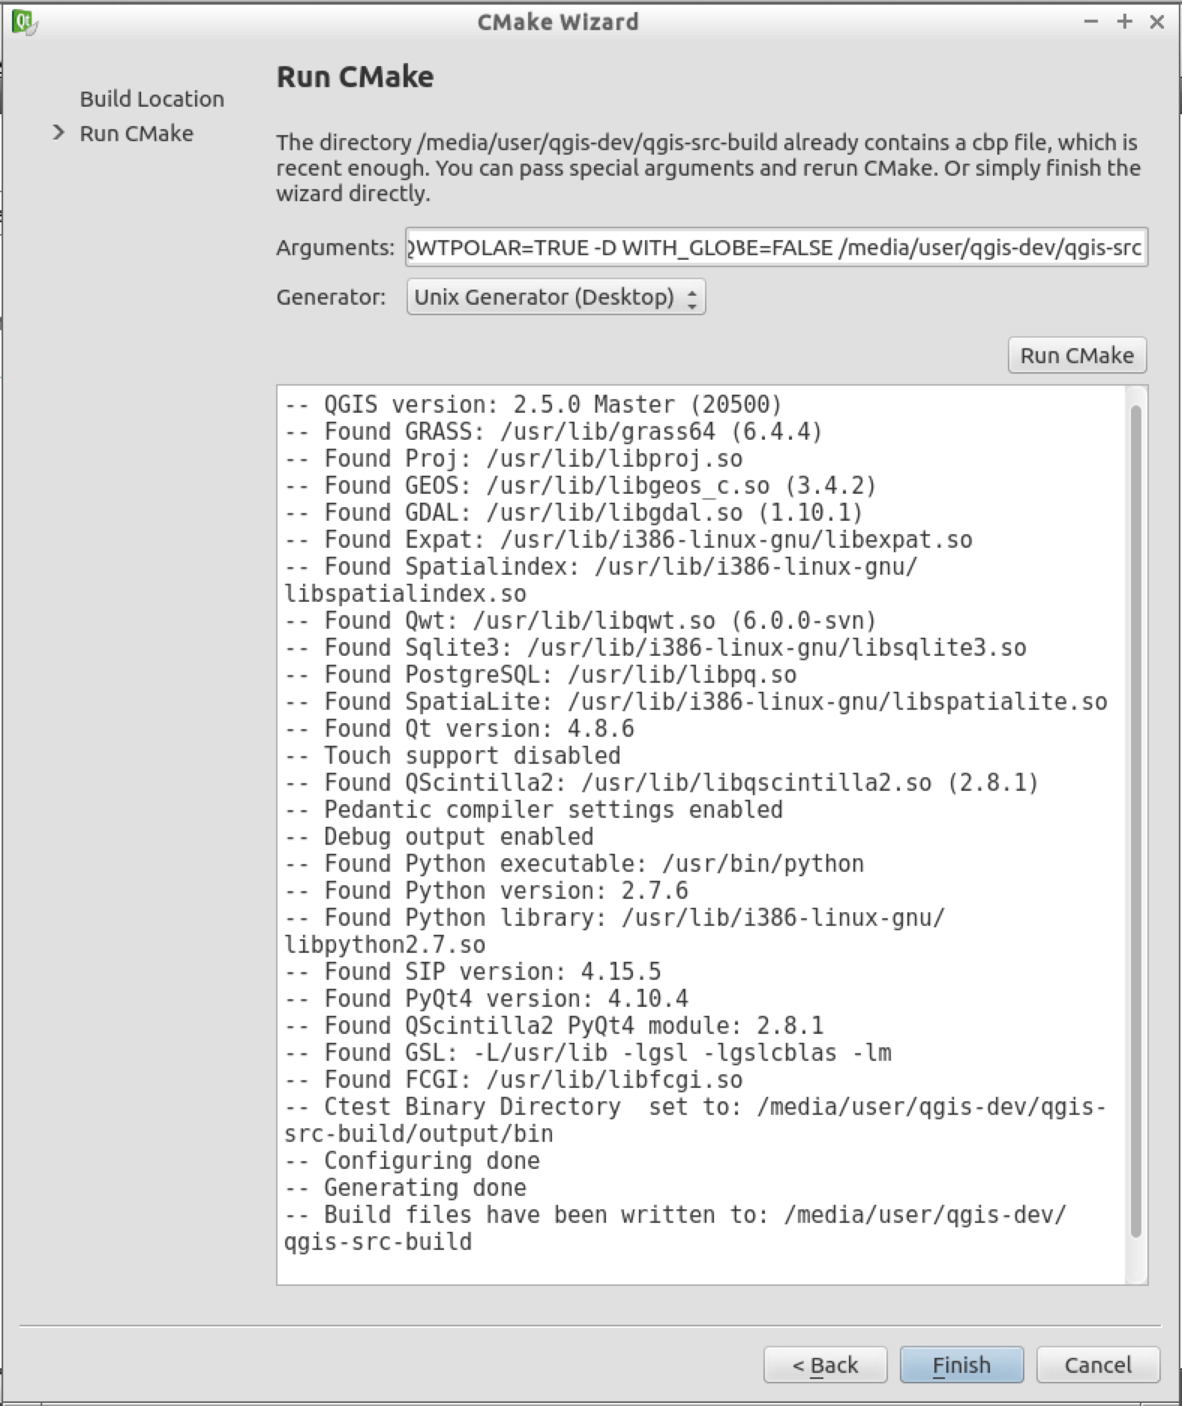 CMake Wizard
Build Location
Run CMake
Run CMake
The directory /media/user/qgis-dev/qgis-src-build already contains a cbp file, which is
recent enough. You can pass special arguments and rerun CMake. Or simply finish the
wizard directly.
Arguments: QWTPOLAR=TRUE -D WITH_GLOBE=FALSE /media/user/qgis-dev/qgis-src
Generator: Unix Generator (Desktop)
Run CMake
-- QGIS version: 2.5.0 Master (20500)
-- Found GRASS: /usr/lib/grass64 (6.4.4)
-- Found Proj: /usr/lib/libproj.so
-- Found GEOS: /usr/lib/libgeos_c.so (3.4.2)
-- Found GDAL: /usr/lib/libgdal.so (1.10.1)
-- Found Expat: /usr/lib/i386-linux-gnu/libexpat.so
-- Found Spatialindex: /usr/lib/i386-linux-gnu/
libspatialindex.so
-- Found Qwt: /usr/lib/libqwt.so (6.0.0-svn)
-- Found Sqlite3: /usr/lib/i386-linux-gnu/libsqlite3.so
-- Found PostgreSQL: /usr/lib/libpq.so
-- Found SpatiaLite: /usr/lib/i386-linux-gnu/libspatialite.so
-- Found Qt version: 4.8.6
-- Touch support disabled
-- Found QScintilla2: /usr/lib/libqscintilla2.so (2.8.1)
-- Pedantic compiler settings enabled
-- Debug output enabled
-- Found Python executable: /usr/bin/python
-- Found Python version: 2.7.6
-- Found Python library: /usr/lib/i386-linux-gnu/
libpython2.7.so
-- Found SIP version: 4.15.5
-- Found PyQt4 version: 4.10.4
-- Found QScintilla2 PyQt4 module: 2.8.1
-- Found GSL: -L/usr/lib -lgsl -lgslcblas -lm
-- Found FCGI: /usr/lib/libfcgi.so
-- Ctest Binary Directory  set to: /media/user/qgis-dev/qgis-
src-build/output/bin
-- Configuring done
-- Generating done
-- Build files have been written to: /media/user/qgis-dev/
qgis-src-build
< Back
Finish
Cancel